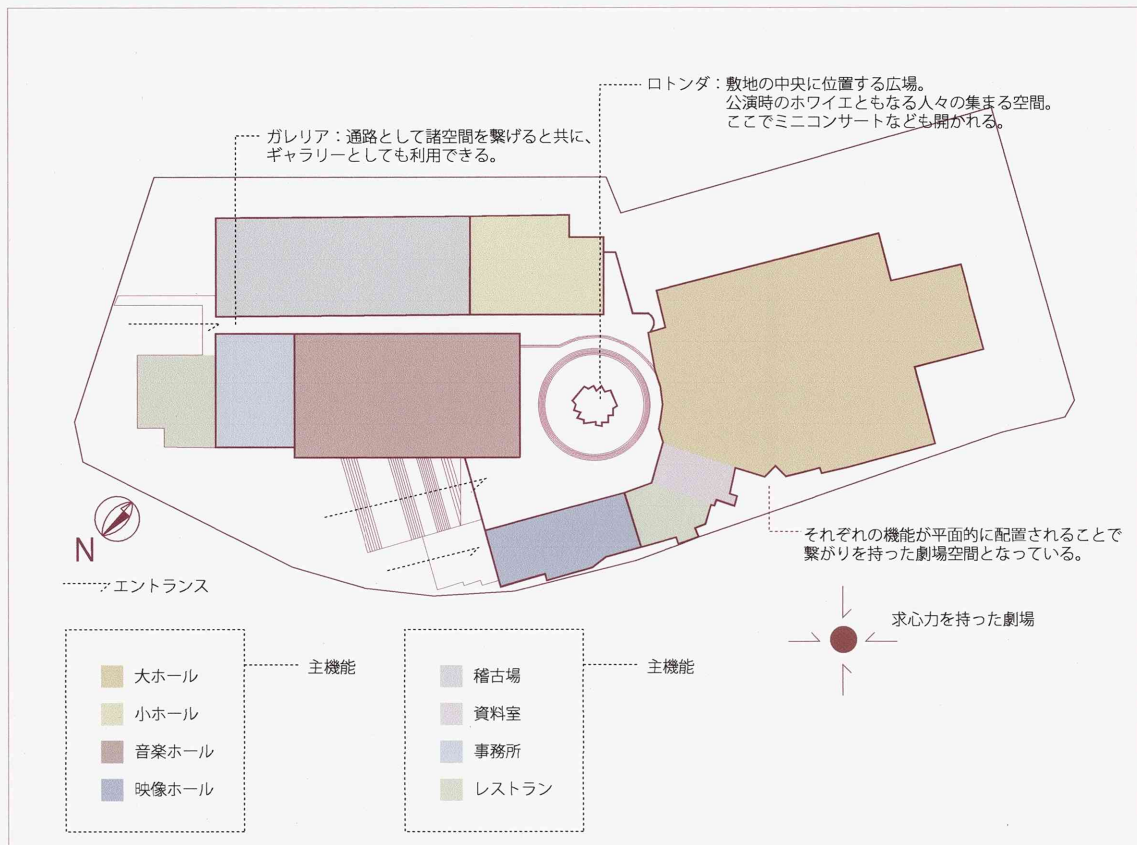 ロトンダ：敷地の中央に位置する広場。
公演時のホワイエともなる人々の集まる空間。
ここでミニコンサートなども開かれる。
ガレリア：通路として諸空間を繋げると共に、
ギャラリーとしても利用できる。
N
エントランス
それぞれの機能が平面的に配置されることで
繋がりを持った劇場空間となっている。
求心力を持った劇場
大ホール
小ホール
音楽ホール
映像ホール
主機能
稽古場
資料室
事務所
レストラン
主機能